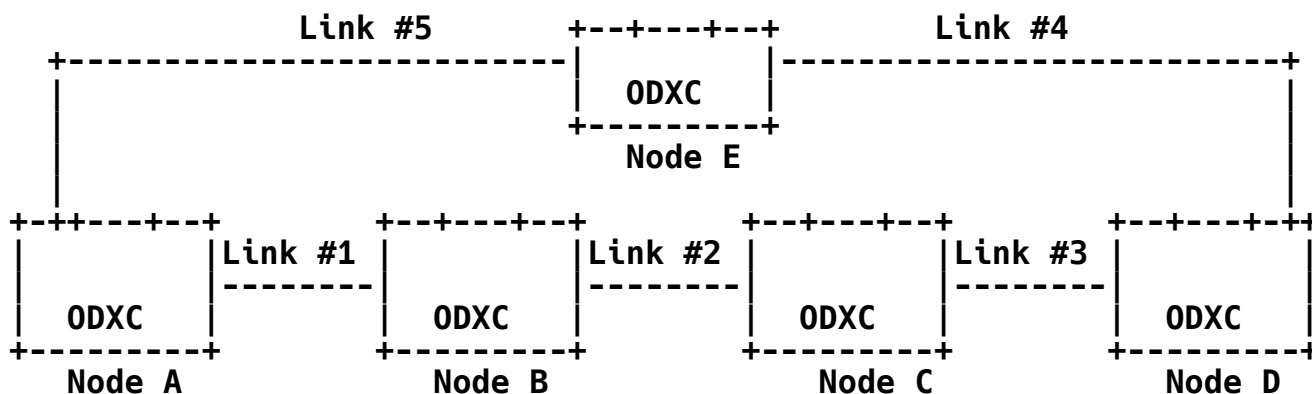 Link #5 Link #4
ODXC
Node E
Link #1 Link #2 Link #3
ODXC ODXC ODXC ODXC
Node A Node B Node C Node D